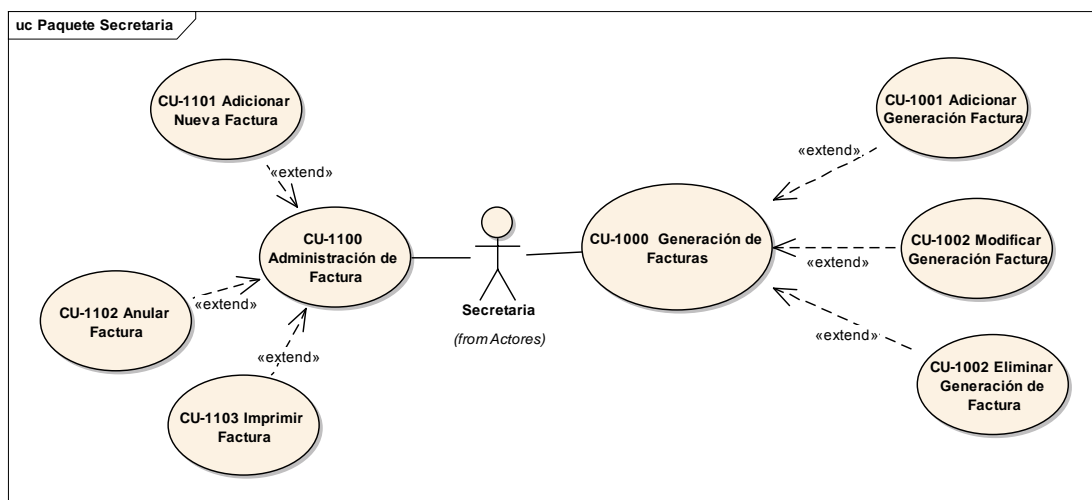 uc Paquete Secretaria
CU-1101 Adicionar
Nueva Factura
«extend»
CU-1100
Administración de
Factura
CU-1102 Anular
Factura
«extend»
«extend»
CU-1103 Imprimir
Factura
Secretaria
(from Actores)
CU-1000 Generación de
Facturas
CU-1001 Adicionar
Generación Factura
«extend»
CU-1002 Modificar
Generación Factura
«extend»
«extend»
CU-1002 Eliminar
Generación de
Factura